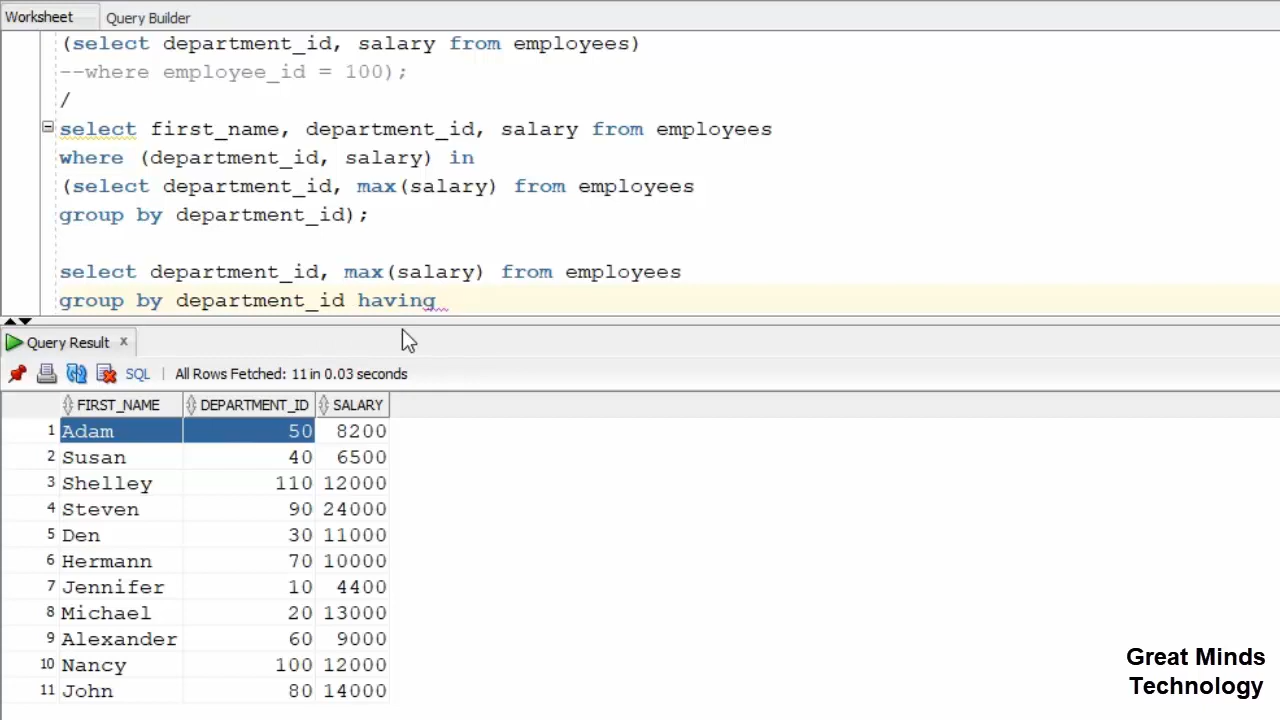 Worksheet Query Builder
(select department_id, salary from employees)
--where employee_id = 100);
/
select first_name, department_id, salary from employees
where (department_id, salary) in
(select department_id, max(salary) from employees
group by department_id);
select department_id, max(salary) from employees
group by department_id having
Query Result x
SQL | All Rows Fetched: 11 in 0.03 seconds
FIRST_NAME DEPARTMENT_ID SALARY
1 Adam 50 8200
2 Susan 40 6500
3 Shelley 110 12000
4 Steven 90 24000
5 Den 30 11000
6 Hermann 70 10000
7 Jennifer 10 4400
8 Michael 20 13000
9 Alexander 60 9000
10 Nancy 100 12000
11 John 80 14000
Great Minds
Technology